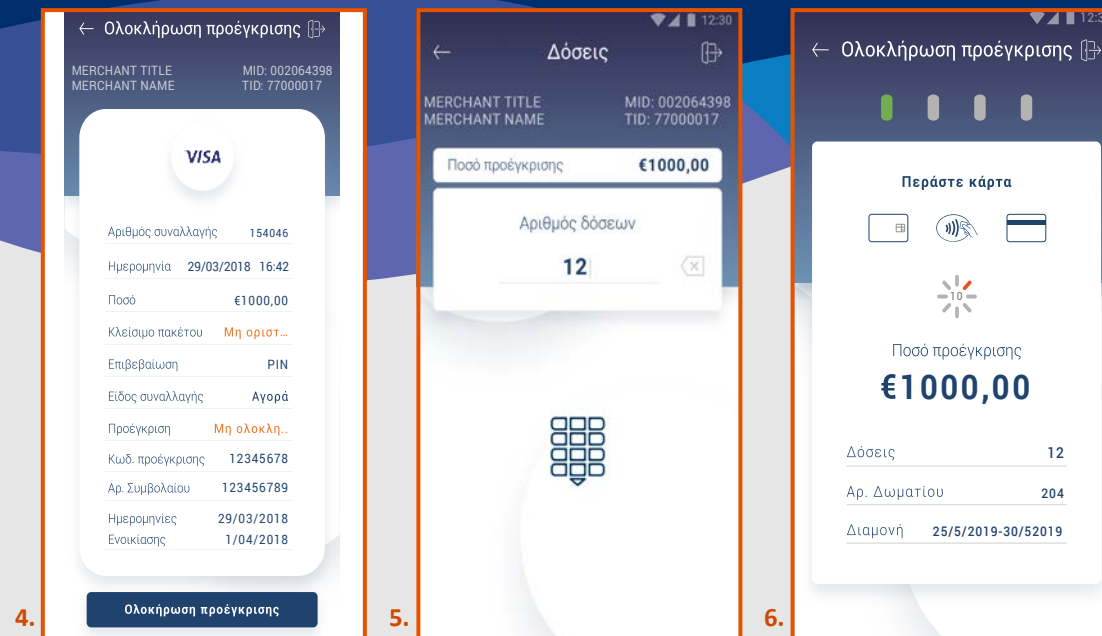 ← Ολοκλήρωση προέγκρισης
MERCHANT TITLE MID: 002064398
MERCHANT NAME TID: 77000017
VISA
Αριθμός συναλλαγής 154046
Ημερομηνία 29/03/2018 16:42
Ποσό €1000,00
Κλείσιμο πακέτου Μη οριστ...
Επιβεβαίωση PIN
Είδος συναλλαγής Αγορά
Προέγκριση Μη ολοκλη..
Κωδ. προέγκρισης 12345678
Αρ. Συμβολαίου 123456789
Ημερομηνίες 29/03/2018
Ενοικίασης 1/04/2018
Ολοκήρωση προέγκρισης
4.
12:30
← Δόσεις
MERCHANT TITLE MID: 002064398
MERCHANT NAME TID: 77000017
Ποσό προέγκρισης €1000,00
Αριθμός δόσεων
12
5.
← Ολοκλήρωση προέγκρισης
Περάστε κάρτα
10
Ποσό προέγκρισης
€1000,00
Δόσεις 12
Αρ. Δωματίου 204
Διαμονή 25/5/2019-30/52019
6.